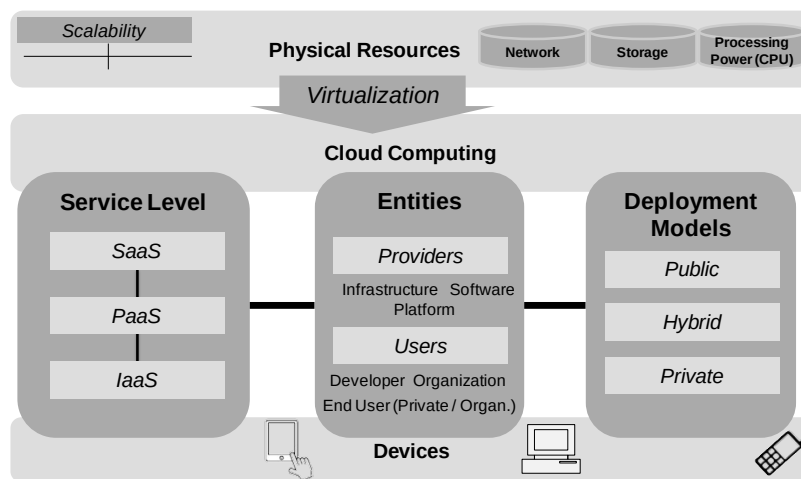 Scalability
Physical Resources
Network
Storage
Processing
Power (CPU)
Virtualization
Cloud Computing
Service Level
SaaS
PaaS
IaaS
Entities
Providers
Infrastructure Software
Platform
Users
Developer Organization
End User (Private / Organ.)
Deployment
Models
Public
Hybrid
Private
Devices